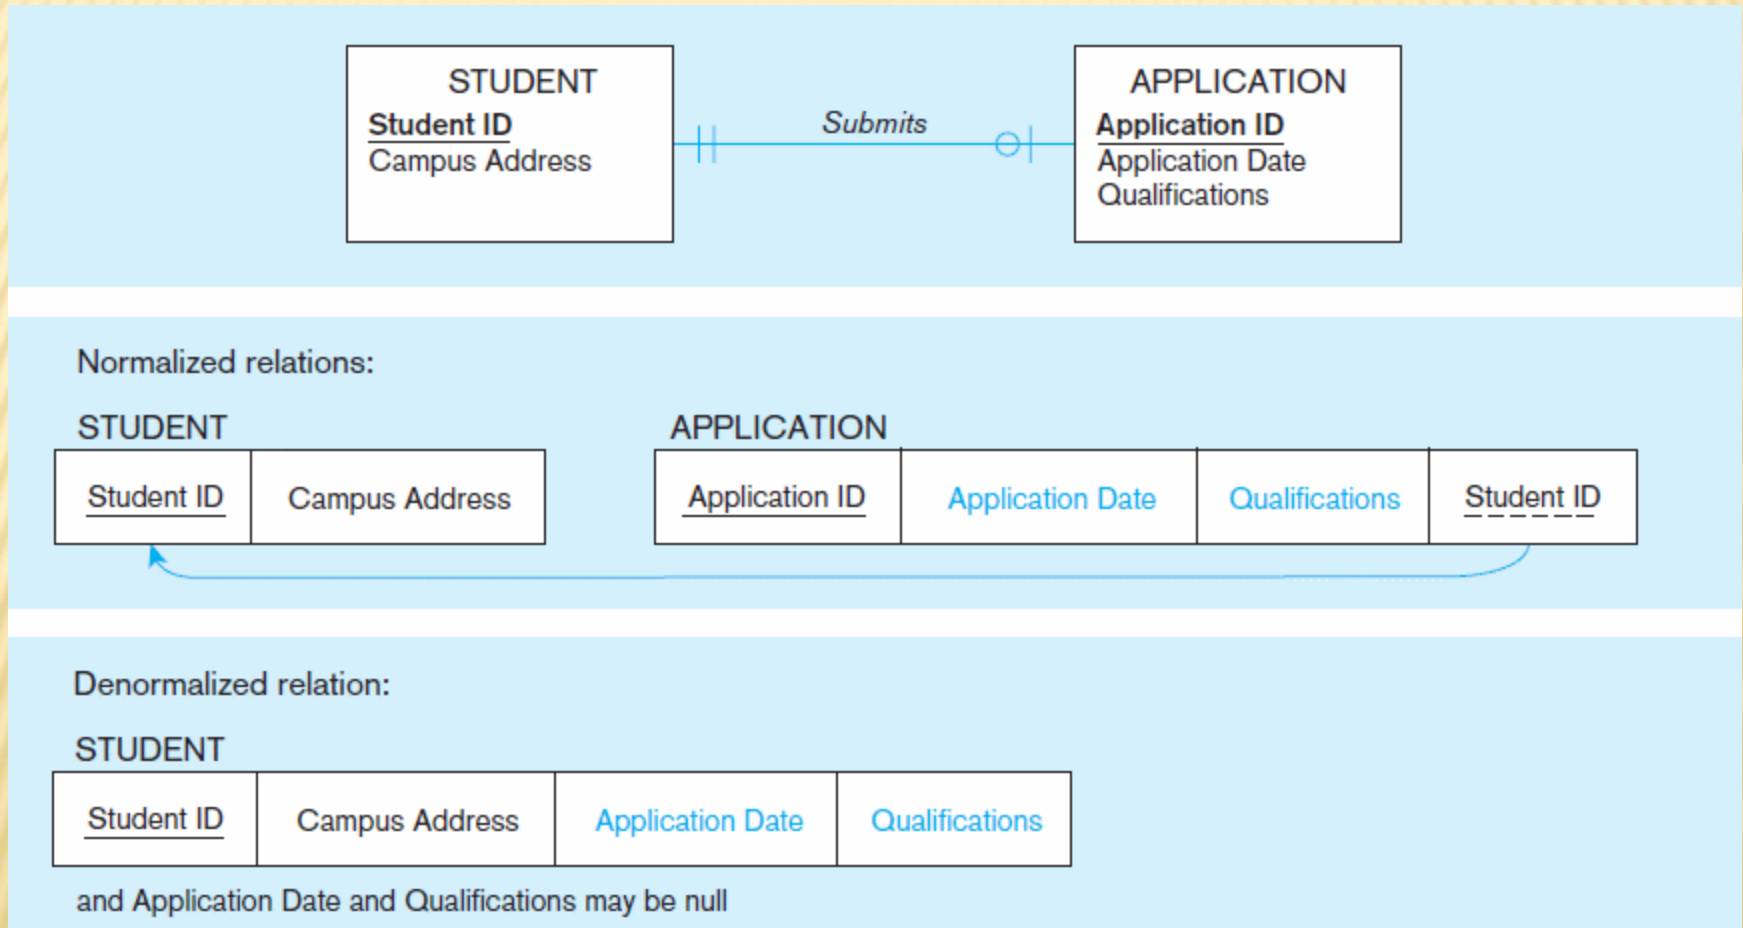 STUDENT
Student ID
Campus Address
Submits
APPLICATION
Application ID
Application Date
Qualifications
Normalized relations:
STUDENT
Student ID Campus Address
APPLICATION
Application ID Application Date Qualifications Student ID
Denormalized relation:
STUDENT
Student ID Campus Address Application Date Qualifications
and Application Date and Qualifications may be null